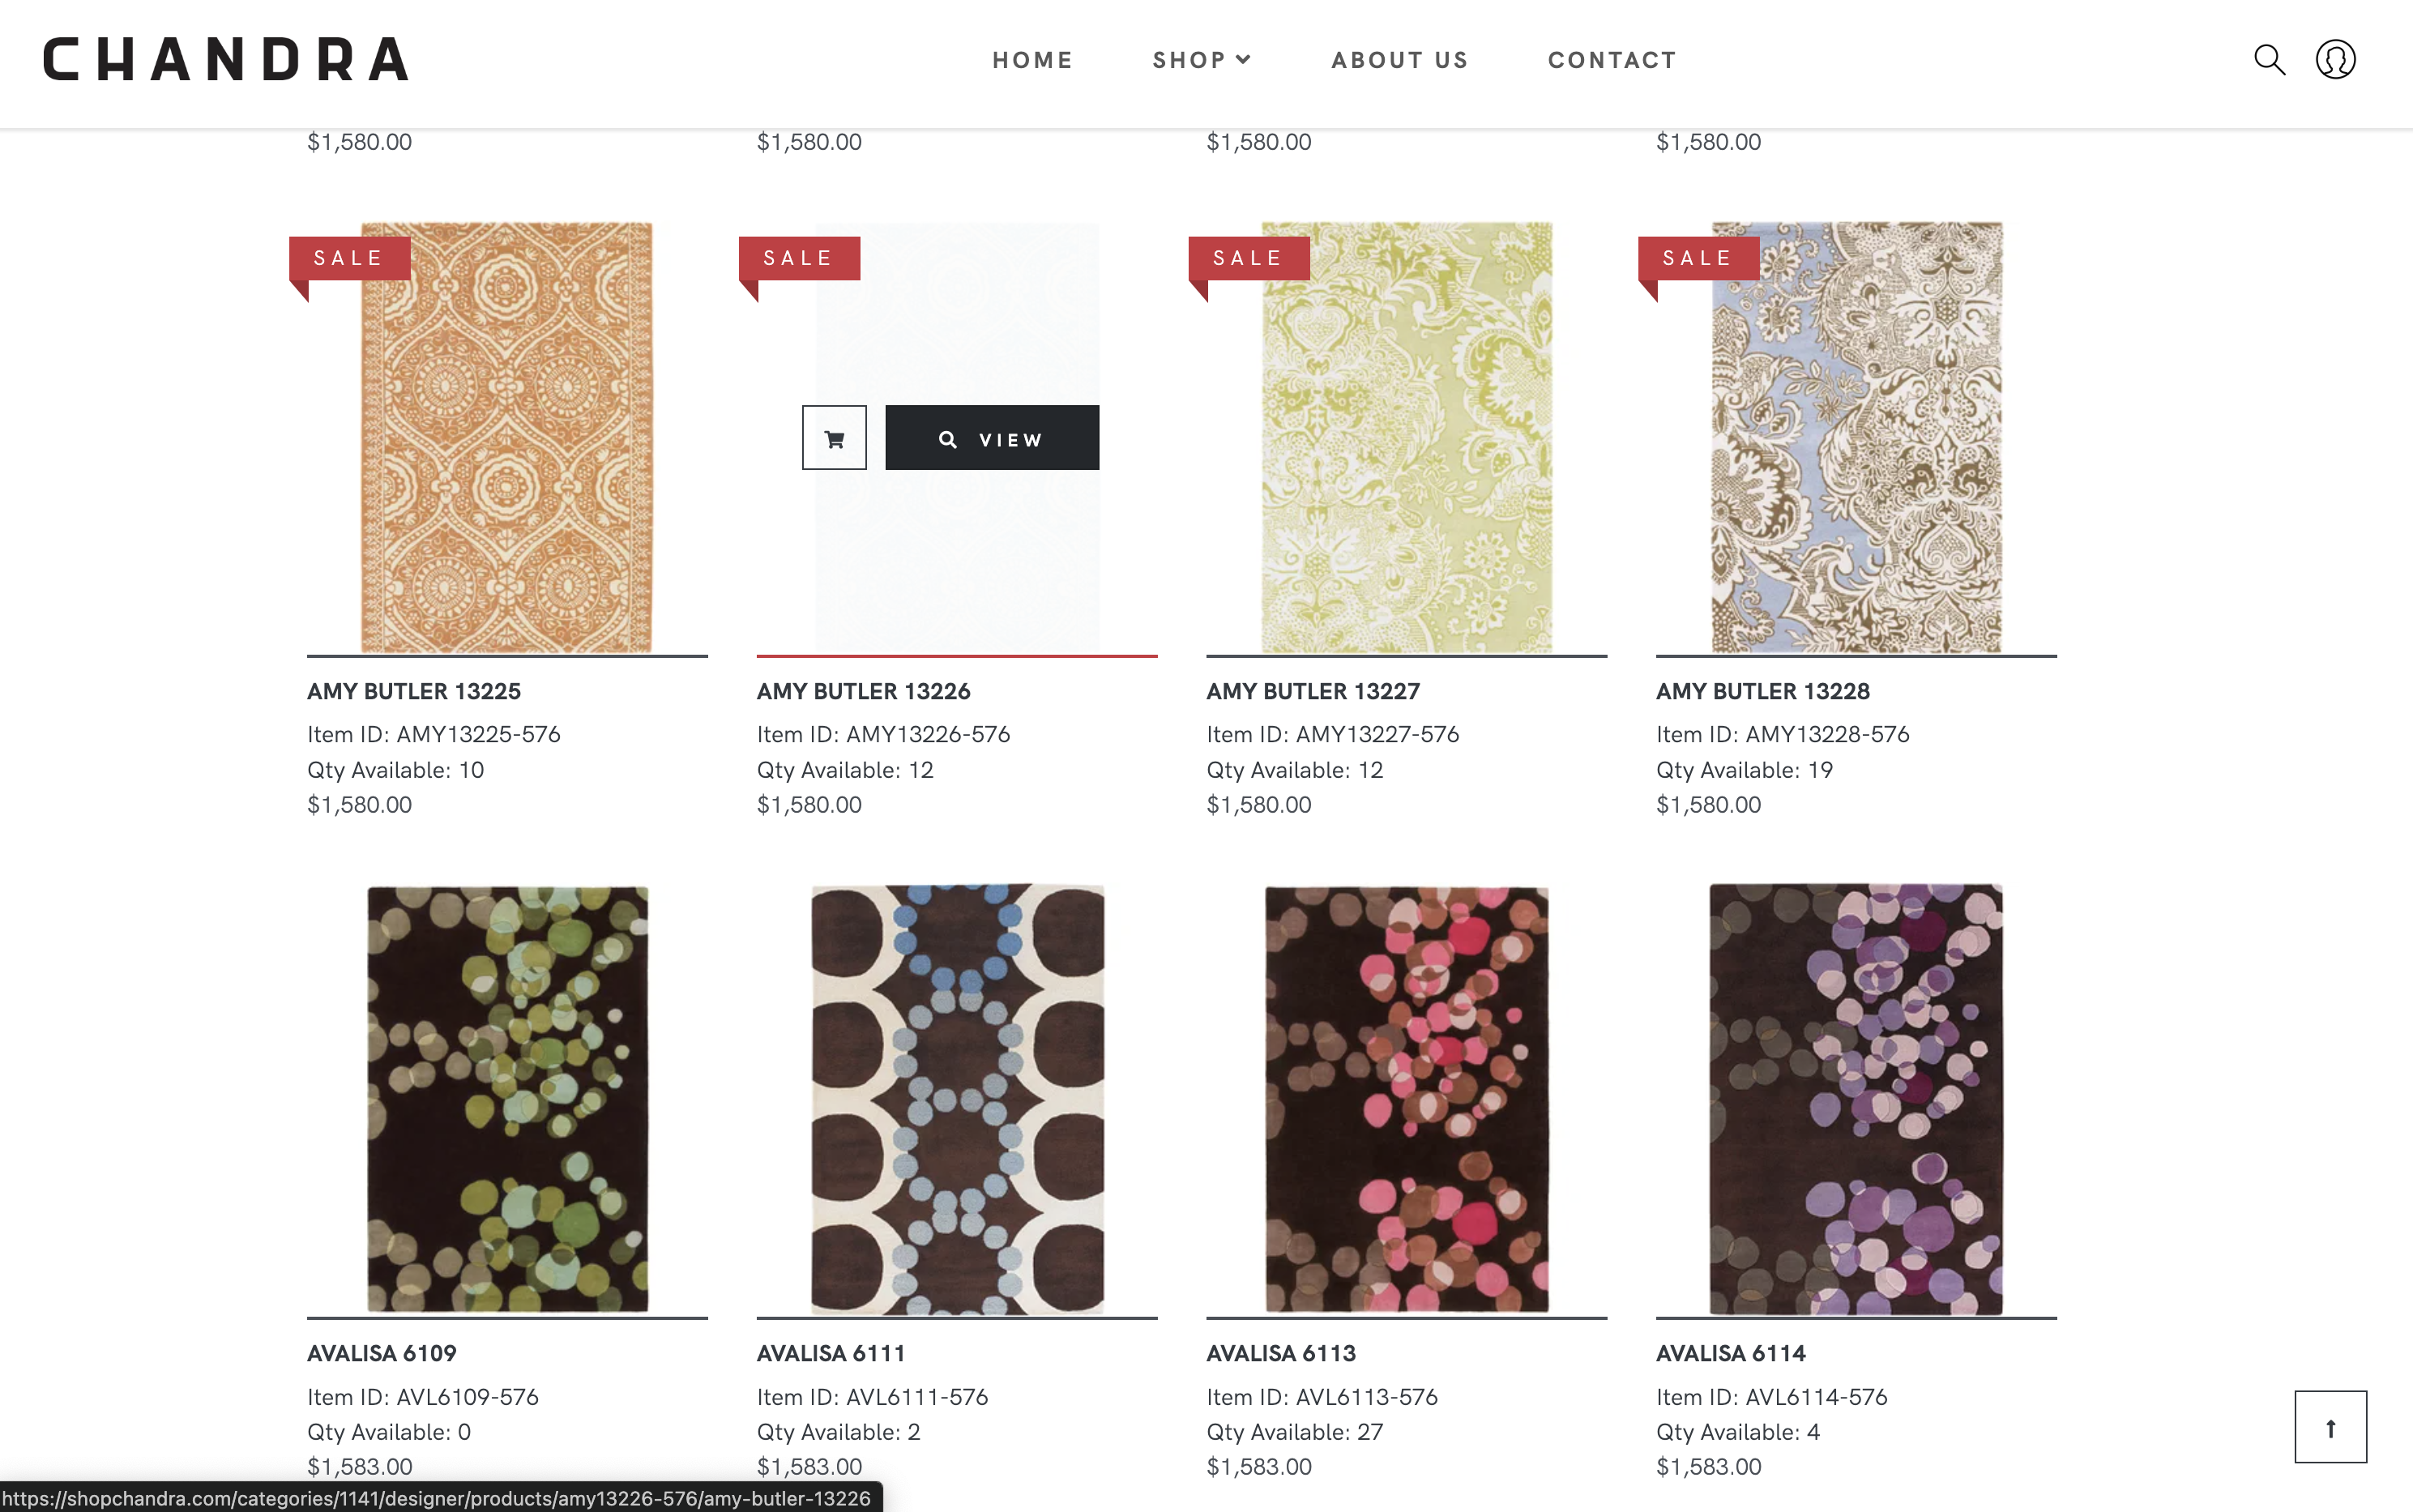 CHANDRA
HOME SHOP ABOUT US CONTACT
$1,580.00 $1,580.00 $1,580.00 $1,580.00
SALE SALE SALE SALE
VIEW
AMY BUTLER 13225 AMY BUTLER 13226 AMY BUTLER 13227 AMY BUTLER 13228
Item ID: AMY13225-576 Item ID: AMY13226-576 Item ID: AMY13227-576 Item ID: AMY13228-576
Qty Available: 10 Qty Available: 12 Qty Available: 12 Qty Available: 19
$1,580.00 $1,580.00 $1,580.00 $1,580.00
AVALISA 6109 AVALISA 6111 AVALISA 6113 AVALISA 6114
Item ID: AVL6109-576 Item ID: AVL6111-576 Item ID: AVL6113-576 Item ID: AVL6114-576
Qty Available: 0 Qty Available: 2 Qty Available: 27 Qty Available: 4
$1,583.00 $1,583.00 $1,583.00 $1,583.00
https://shopchandra.com/categories/1141/designer/products/amy13226-576/amy-butler-13226